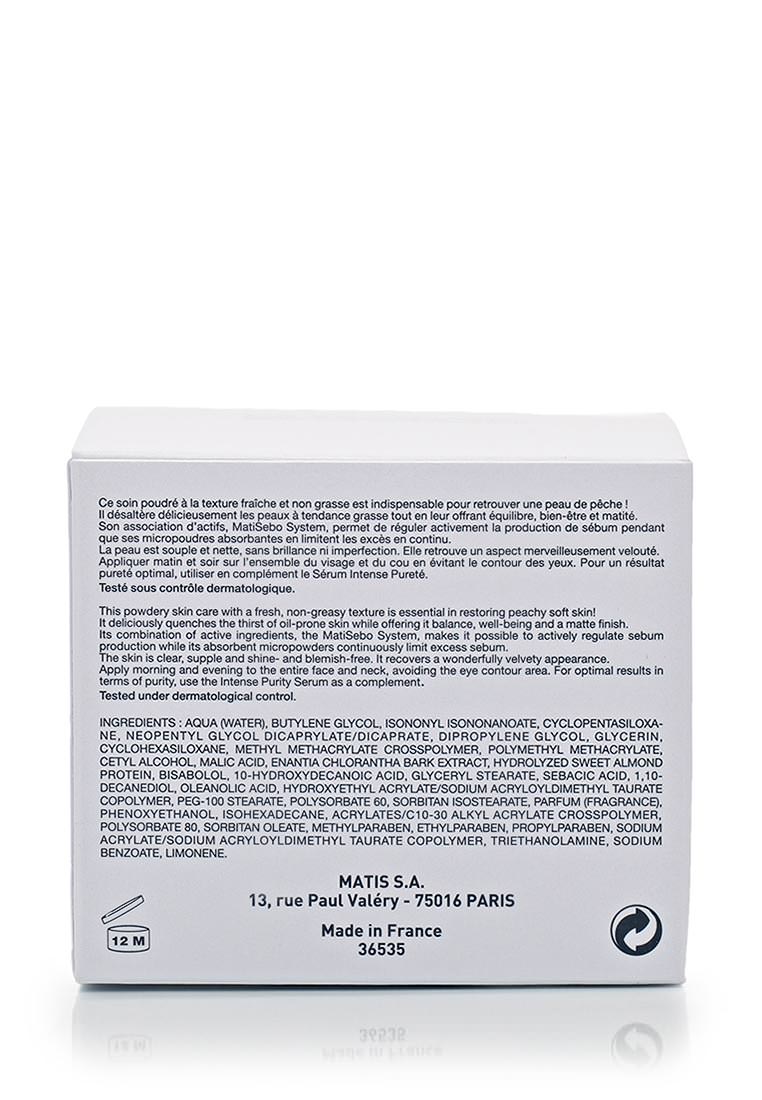 Ce soin poudré à la texture fraîche et non grasse est indispensable pour retrouver une peau de pêche !
Il désaltère délicieusement les peaux à tendance grasse tout en leur offrant équilibre, bien-être et matité.
Son association d'actifs, MatiSebo System, permet de réguler activement la production de sébum pendant
que ses micropoudres absorbantes en limitent les excès en continu.
La peau est souple et nette, sans brillance ni imperfection. Elle retrouve un aspect merveilleusement velouté.
Appliquer matin et soir sur l'ensemble du visage et du cou en évitant le contour des yeux. Pour un résultat
pureté optimal, utiliser en complément le Sérum Intense Pureté.
Testé sous contrôle dermatologique.
This powdery skin care with a fresh, non-greasy texture is essential in restoring peachy soft skin!
It deliciously quenches the thirst of oil-prone skin while offering it balance, well-being and a matte finish.
Its combination of active ingredients, the MatiSebo System, makes it possible to actively regulate sebum
production while its absorbent micropowders continuously limit excess sebum.
The skin is clear, supple and shine- and blemish-free. It recovers a wonderfully velvety appearance.
Apply morning and evening to the entire face and neck, avoiding the eye contour area. For optimal results in
terms of purity, use the Intense Purity Serum as a complement.
Tested under dermatological control.
INGREDIENTS : AQUA (WATER), BUTYLENE GLYCOL, ISONONYL ISONONANOATE, CYCLOPENTASILOXA-
NE, NEOPENTYL GLYCOL DICAPRYLATE/DICAPRATE, DIPROPYLENE GLYCOL, GLYCERIN,
CYCLOHEXASILOXANE, METHYL METHACRYLATE CROSSPOLYMER, POLYMETHYL METHACRYLATE,
CETYL ALCOHOL, MALIC ACID, ENANTIA CHLORANTHA BARK EXTRACT, HYDROLYZED SWEET ALMOND
PROTEIN, BISABOLOL, 10-HYDROXYDECANOIC ACID, GLYCERYL STEARATE, SEBACIC ACID, 1,10-
DECANEDIOL, OLEANOLIC ACID, HYDROXYETHYL ACRYLATE/SODIUM ACRYLOYLDIMETHYL TAURATE
COPOLYMER, PEG-100 STEARATE, POLYSORBATE 60, SORBITAN ISOSTEARATE, PARFUM (FRAGRANCE),
PHENOXYETHANOL, ISOHEXADECANE, ACRYLATES/C10-30 ALKYL ACRYLATE CROSSPOLYMER,
POLYSORBATE 80, SORBITAN OLEATE, METHYLPARABEN, ETHYLPARABEN, PROPYLPARABEN, SODIUM
ACRYLATE/SODIUM ACRYLOYLDIMETHYL TAURATE COPOLYMER, TRIETHANOLAMINE, SODIUM
BENZOATE, LIMONENE.
MATIS S.A.
13, rue Paul Valéry - 75016 PARIS
Made in France
36535
12 M